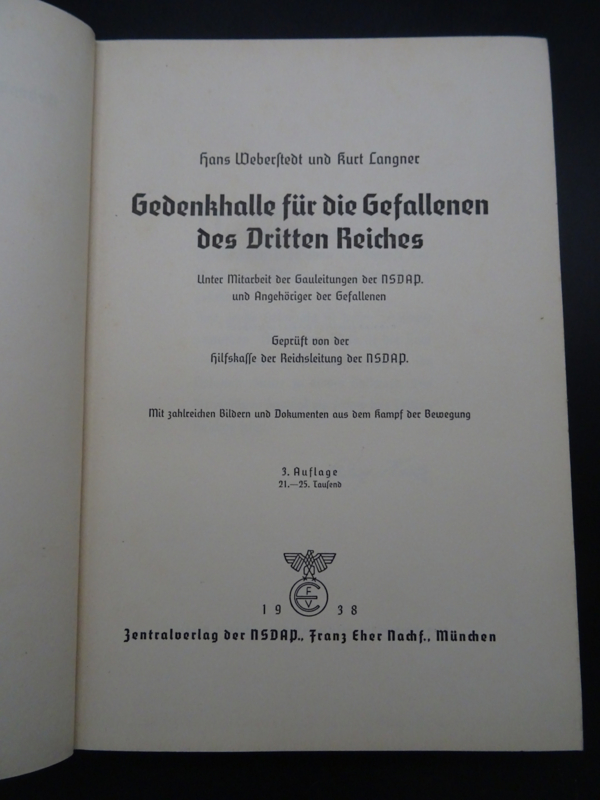 Hans Weberstedt und Kurt Langner
Gedenkhalle für die Gefallenen
des Dritten Reiches
Unter Mitarbeit der Gauleitungen der NSDAP.
und Angehöriger der Gefallenen
Geprüft von der
Hilfskasse der Reichsleitung der NSDAP.
Mit zahlreichen Bildern und Dokumenten aus dem Kampf der Bewegung
3. Auflage
21.—25. Tausend
F
E
V
19 38
Zentralverlag der NSDAP., Franz Eher Nachf., München